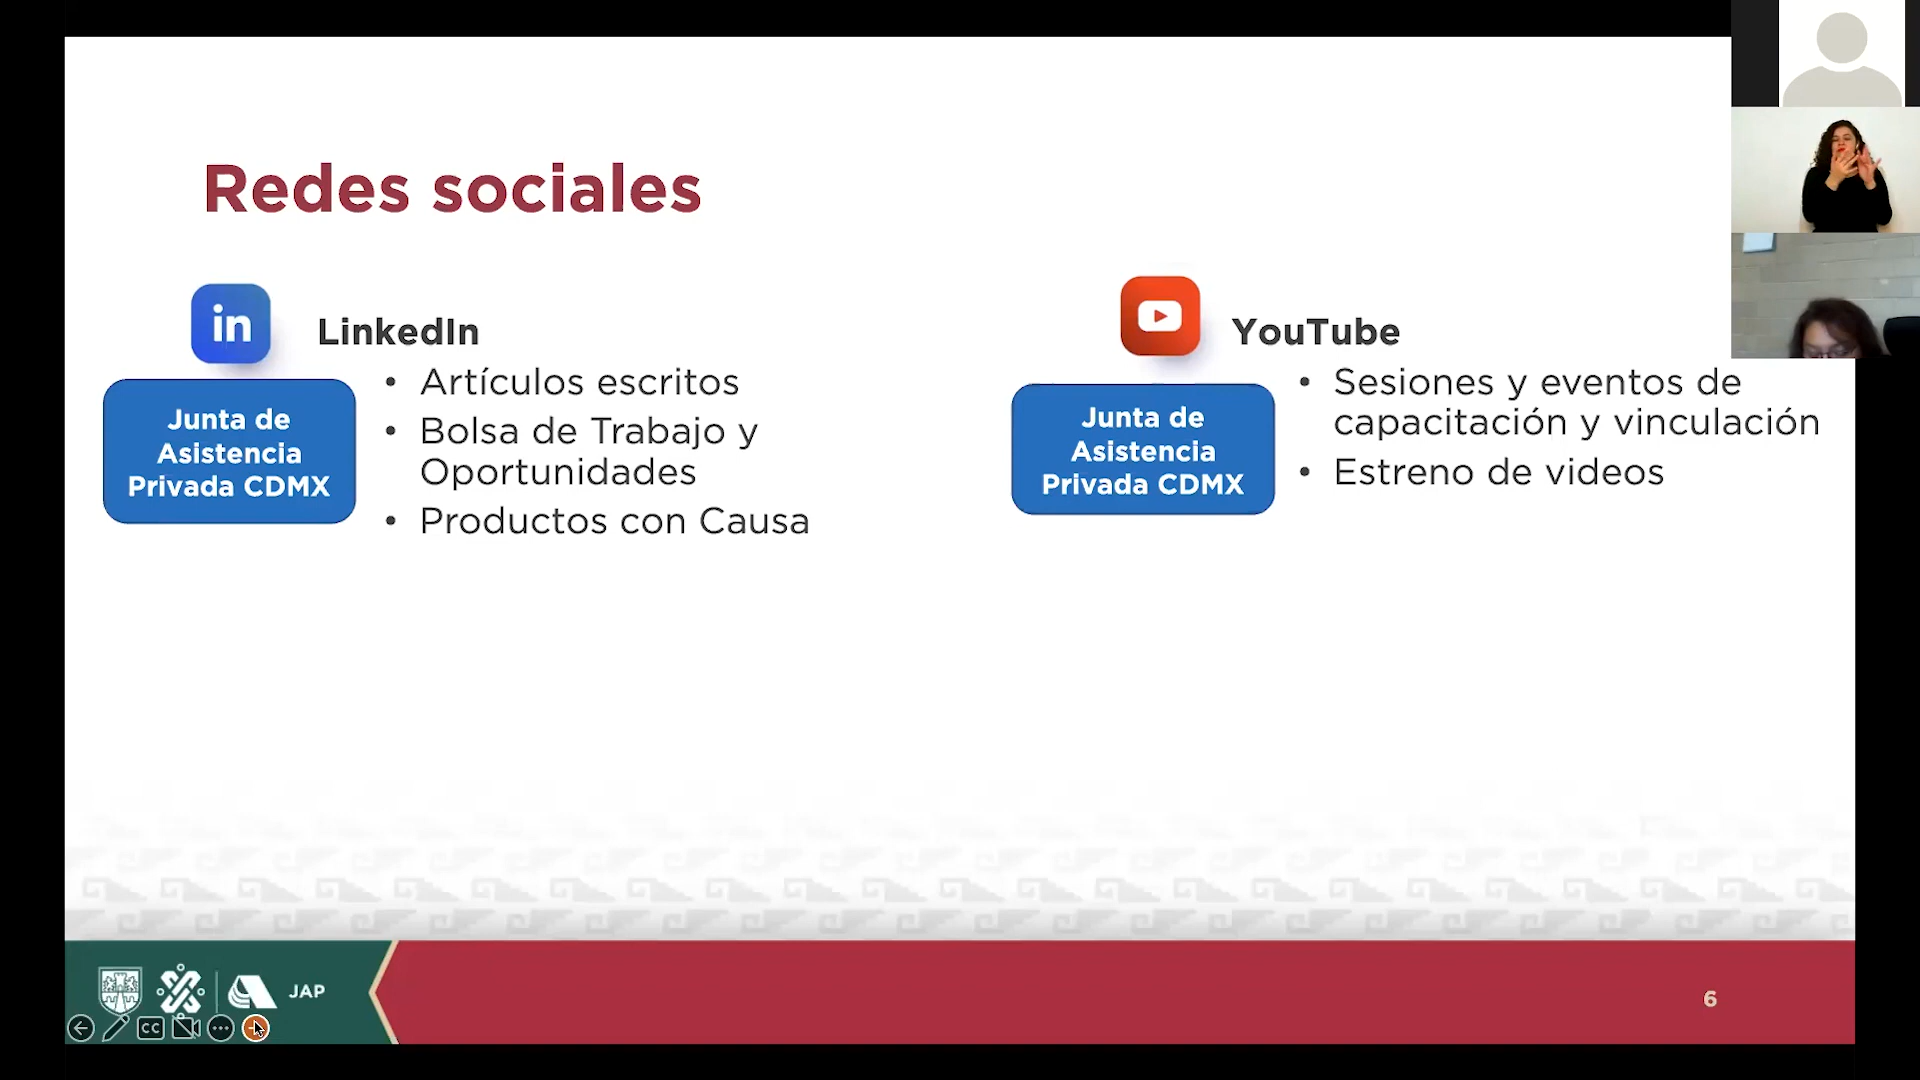 Redes sociales
in
LinkedIn
Junta de
Asistencia
Privada CDMX
• Artículos escritos
• Bolsa de Trabajo y
Oportunidades
• Productos con Causa
YouTube
Junta de
Asistencia
Privada CDMX
• Sesiones y eventos de
capacitación y vinculación
• Estreno de videos
JAP
6
CC